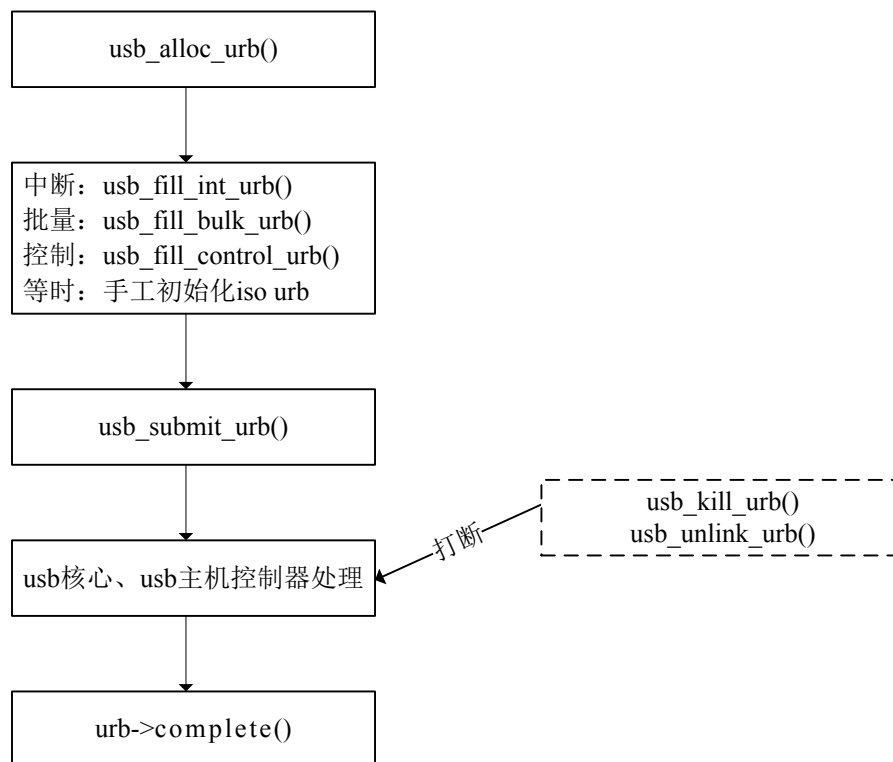 usb_alloc_urb()
中断：usb_fill_int_urb()
批量：usb_fill_bulk_urb()
控制：usb_fill_control_urb()
等时：手工初始化iso urb
usb_submit_urb()
usb_kill_urb()
usb_unlink_urb()
打断
usb核心、usb主机控制器处理
urb->complete()